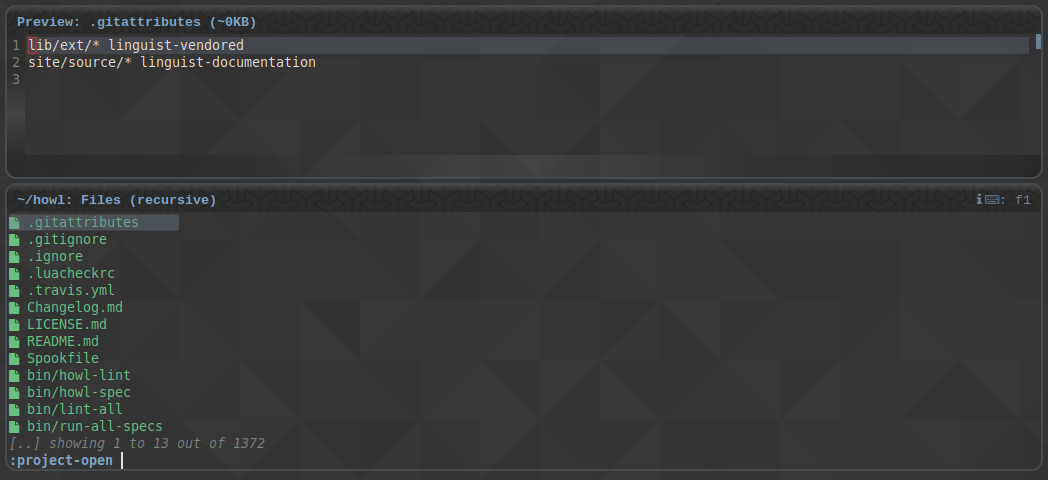 Preview: .gitattributes (~0KB)
1 lib/ext/* linguist-vendored
2 site/source/* linguist-documentation
3
~/howl: Files (recursive) : f1
.gitattributes
.gitignore
.ignore
.luacheckrc
.travis.yml
Changelog.md
LICENSE.md
README.md
Spookfile
bin/howl-lint
bin/howl-spec
bin/lint-all
bin/run-all-specs
[..] showing 1 to 13 out of 1372
:project-open